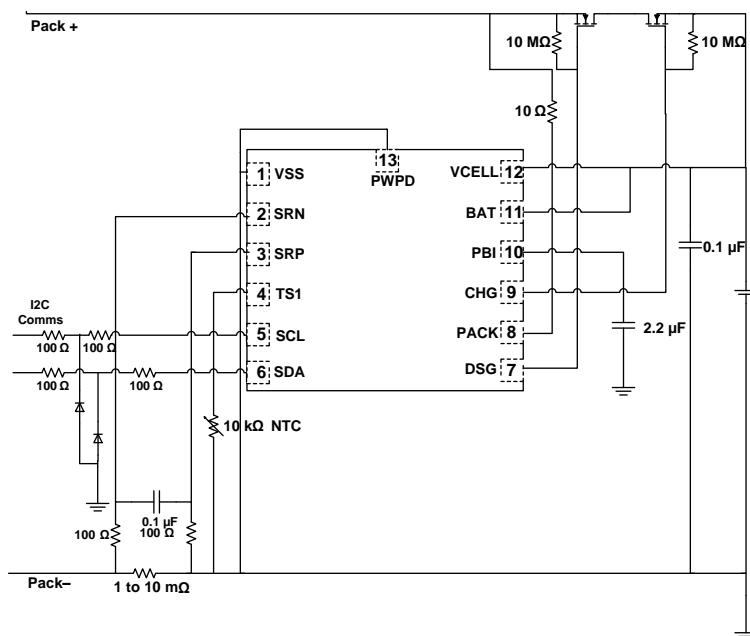 Pack +
10 MΩ
10 MΩ
10 Ω
13
PWPD
1 VSS
VCELL 12
2 SRN
BAT 11
3 SRP
PBI 10
0.1 µF
4 TS1
CHG 9
I2C
Comms
100 Ω
100 Ω
5 SCL
PACK 8
2.2 µF
100 Ω
100 Ω
6 SDA
DSG 7
10 kΩ NTC
0.1 µF
100 Ω
100 Ω
Pack–
1 to 10 mΩ